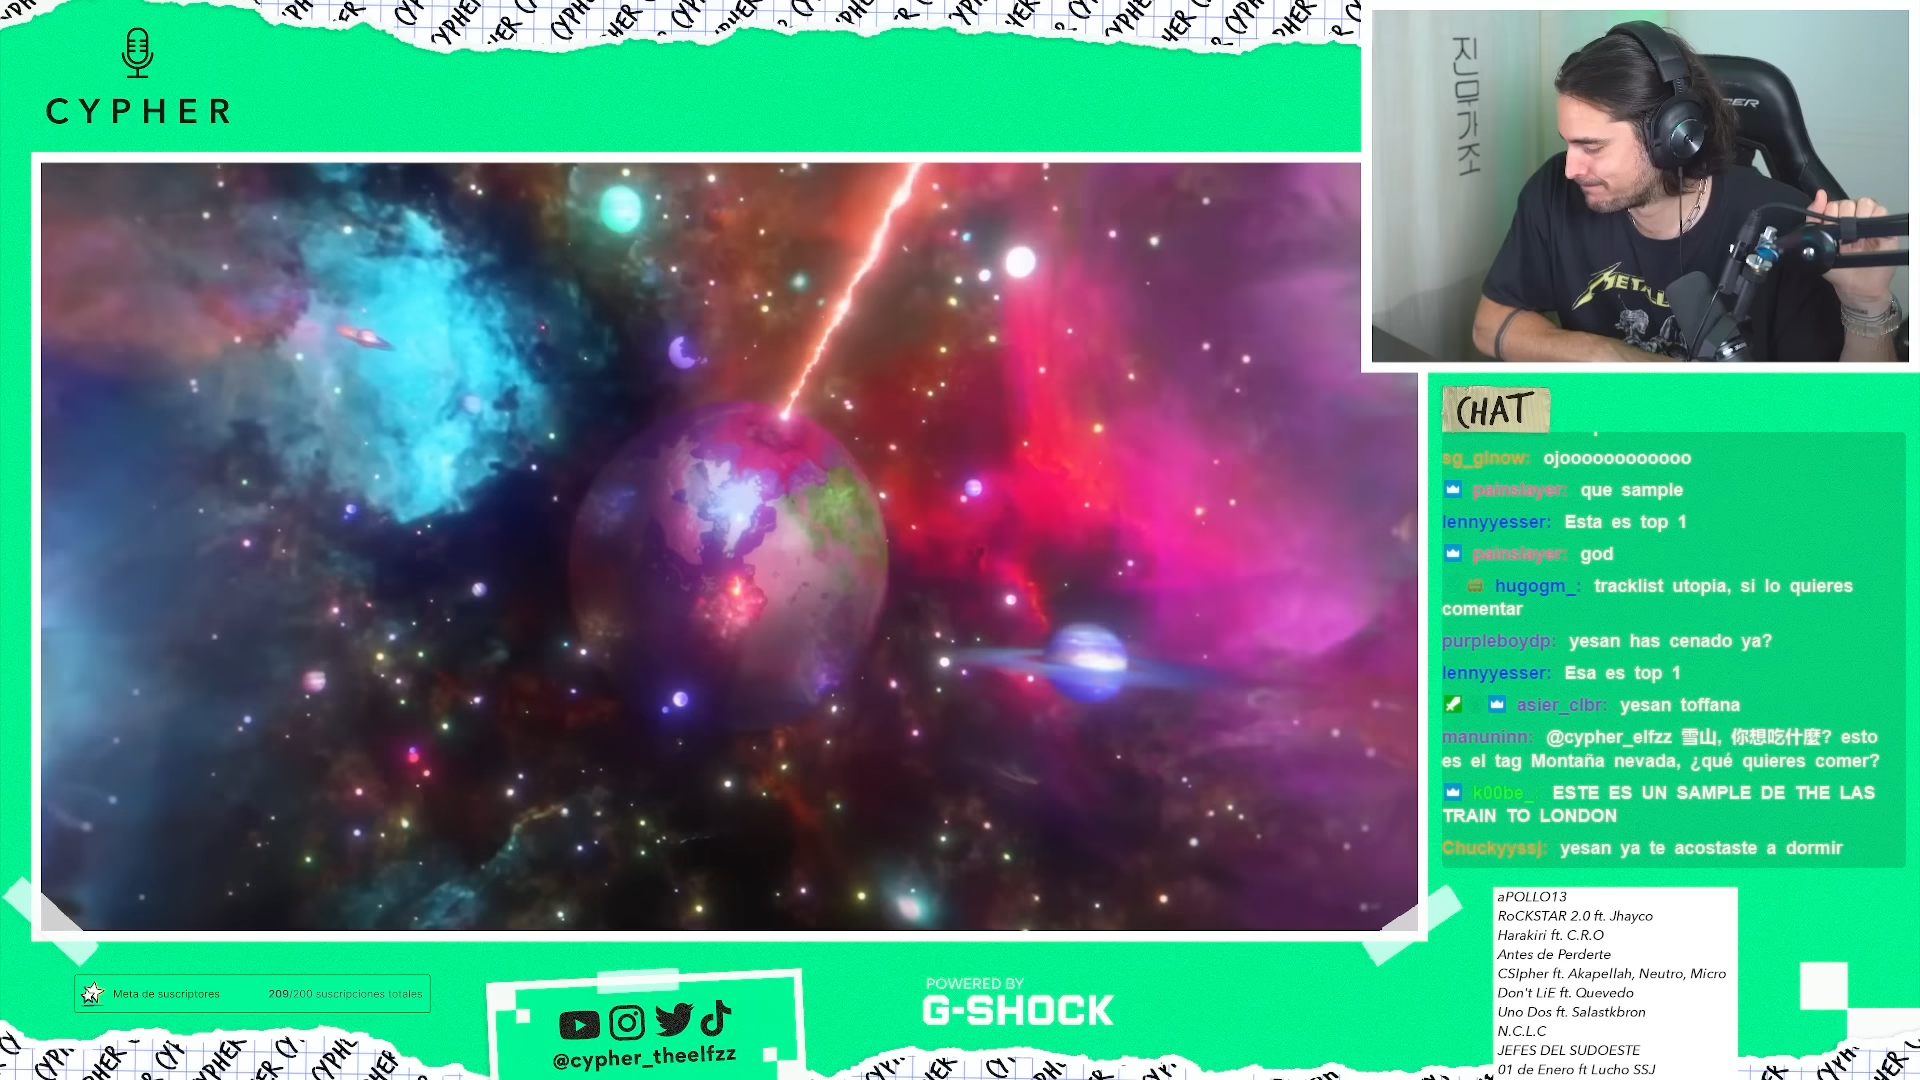 CYPHER
METAL
CHAT
sg_glnow: ojoooooooooooo
painslayer: que sample
lennyyesser: Esta es top 1
painslayer: god
hugogm_: tracklist utopia, si lo quieres
comentar
purpleboydp: yesan has cenado ya?
lennyyesser: Esa es top 1
asier_clbr: yesan toffana
manuninn: @cypher_elfzz 雪山, 你想吃什麼? esto
es el tag Montaña nevada, ¿qué quieres comer?
k00be_: ESTE ES UN SAMPLE DE THE LAS
TRAIN TO LONDON
Chuckyyssj: yesan ya te acostaste a dormir
aPOLLO13
RoCKSTAR 2.0 ft. Jhayco
Harakiri ft. C.R.O
Antes de Perderte
CSIpher ft. Akapellah, Neutro, Micro
Don't LiE ft. Quevedo
Uno Dos ft. Salastkbron
N.C.L.C
JEFES DEL SUDOESTE
01 de Enero ft Lucho SSJ
Meta de suscriptores 209/200 suscripciones totales
@cypher_theelfzz
POWERED BY
G-SHOCK